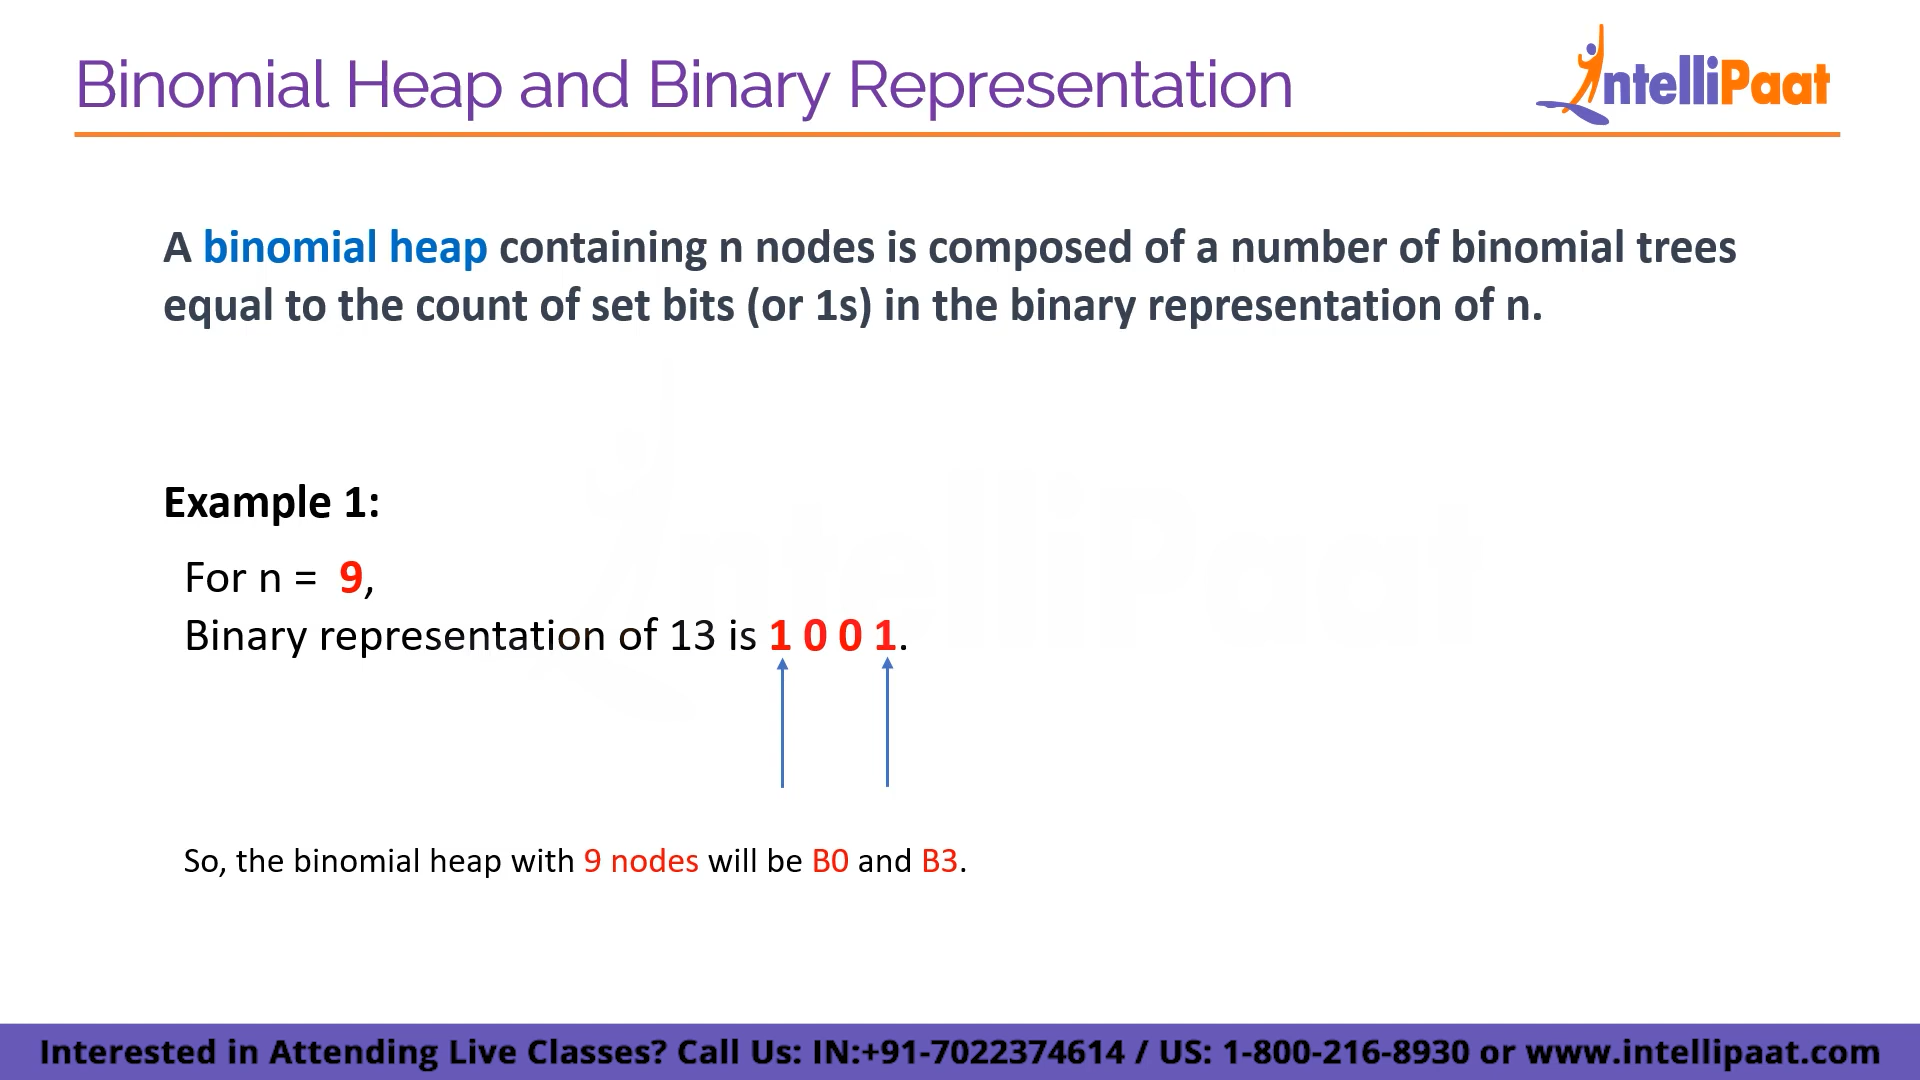 Binomial Heap and Binary Representation
IntelliPaat
A binomial heap containing n nodes is composed of a number of binomial trees
equal to the count of set bits (or 1s) in the binary representation of n.
Example 1:
For n = 9,
Binary representation of 13 is 1 0 0 1.
So, the binomial heap with 9 nodes will be B0 and B3.
Interested in Attending Live Classes? Call Us: IN:+91-7022374614 / US: 1-800-216-8930 or www.intellipaat.com